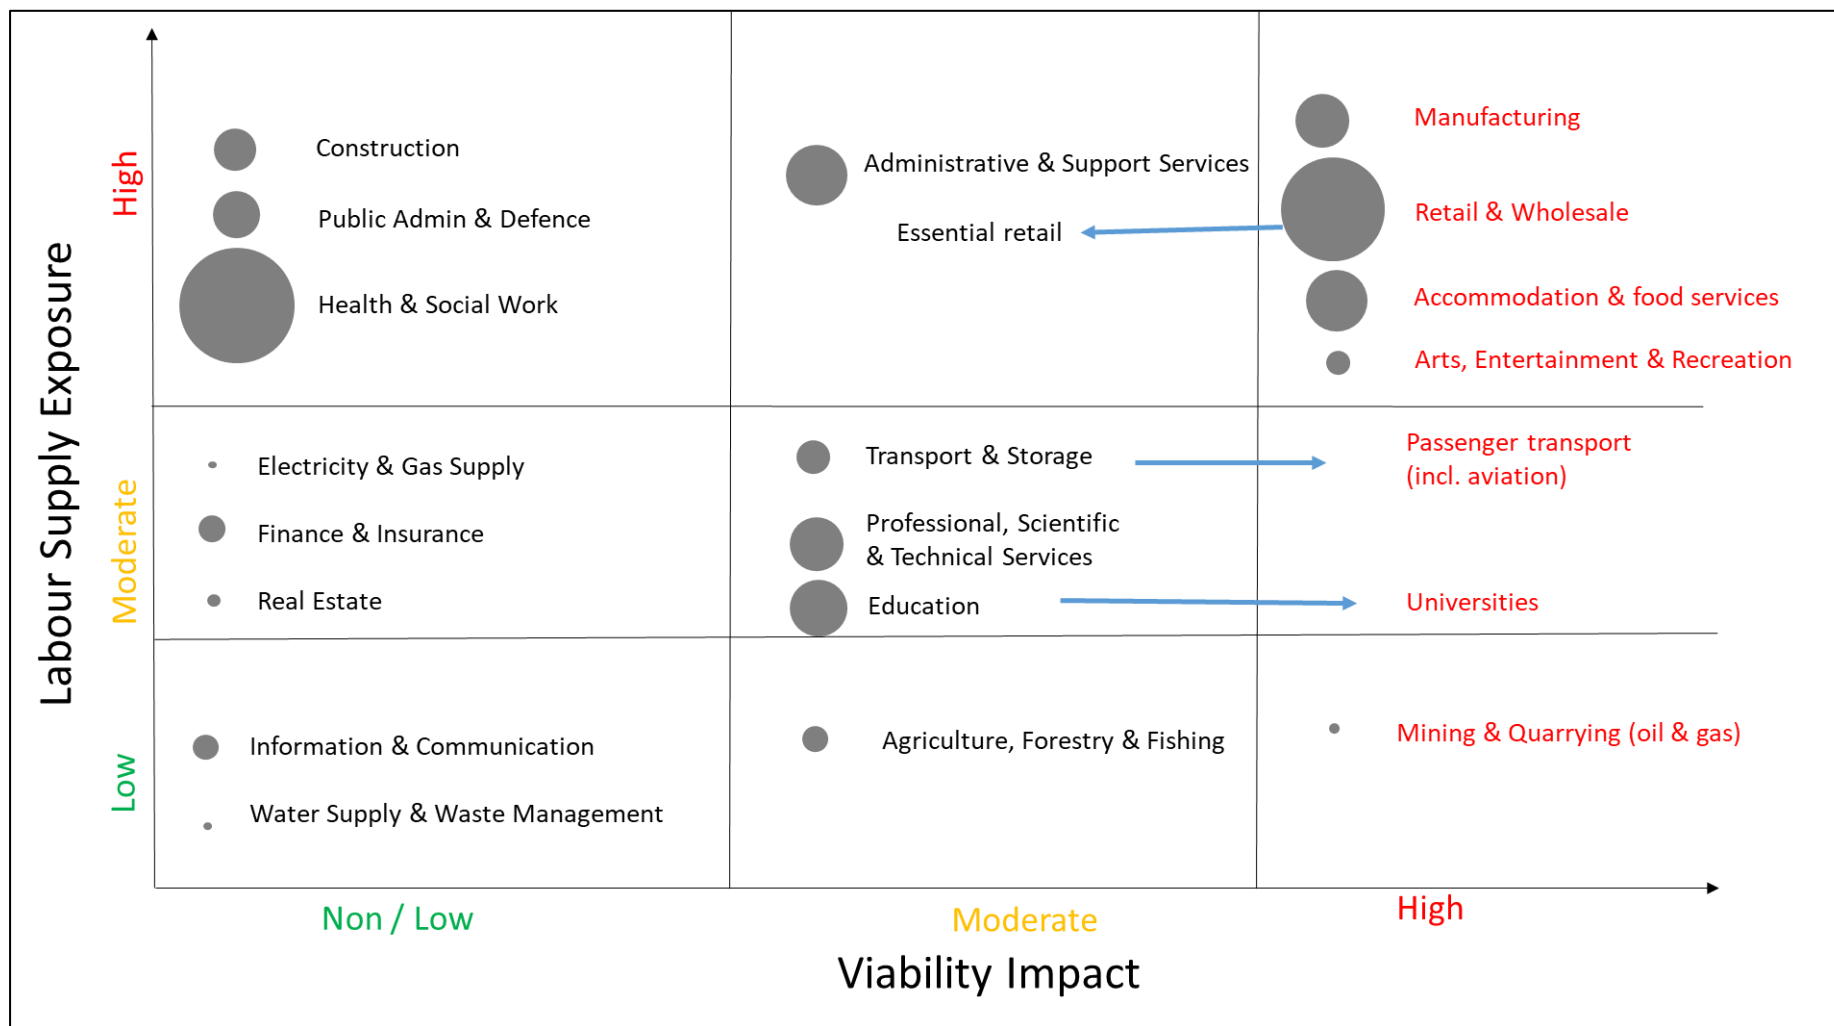 Labour Supply Exposure
High
Construction
Public Admin & Defence
Health & Social Work
Administrative & Support Services
Essential retail
Manufacturing
Retail & Wholesale
Accommodation & food services
Arts, Entertainment & Recreation
Moderate
Electricity & Gas Supply
Finance & Insurance
Real Estate
Transport & Storage
Professional, Scientific
& Technical Services
Education
Passenger transport
(incl. aviation)
Universities
Low
Information & Communication
Water Supply & Waste Management
Agriculture, Forestry & Fishing
Mining & Quarrying (oil & gas)
Non / Low
Moderate
High
Viability Impact